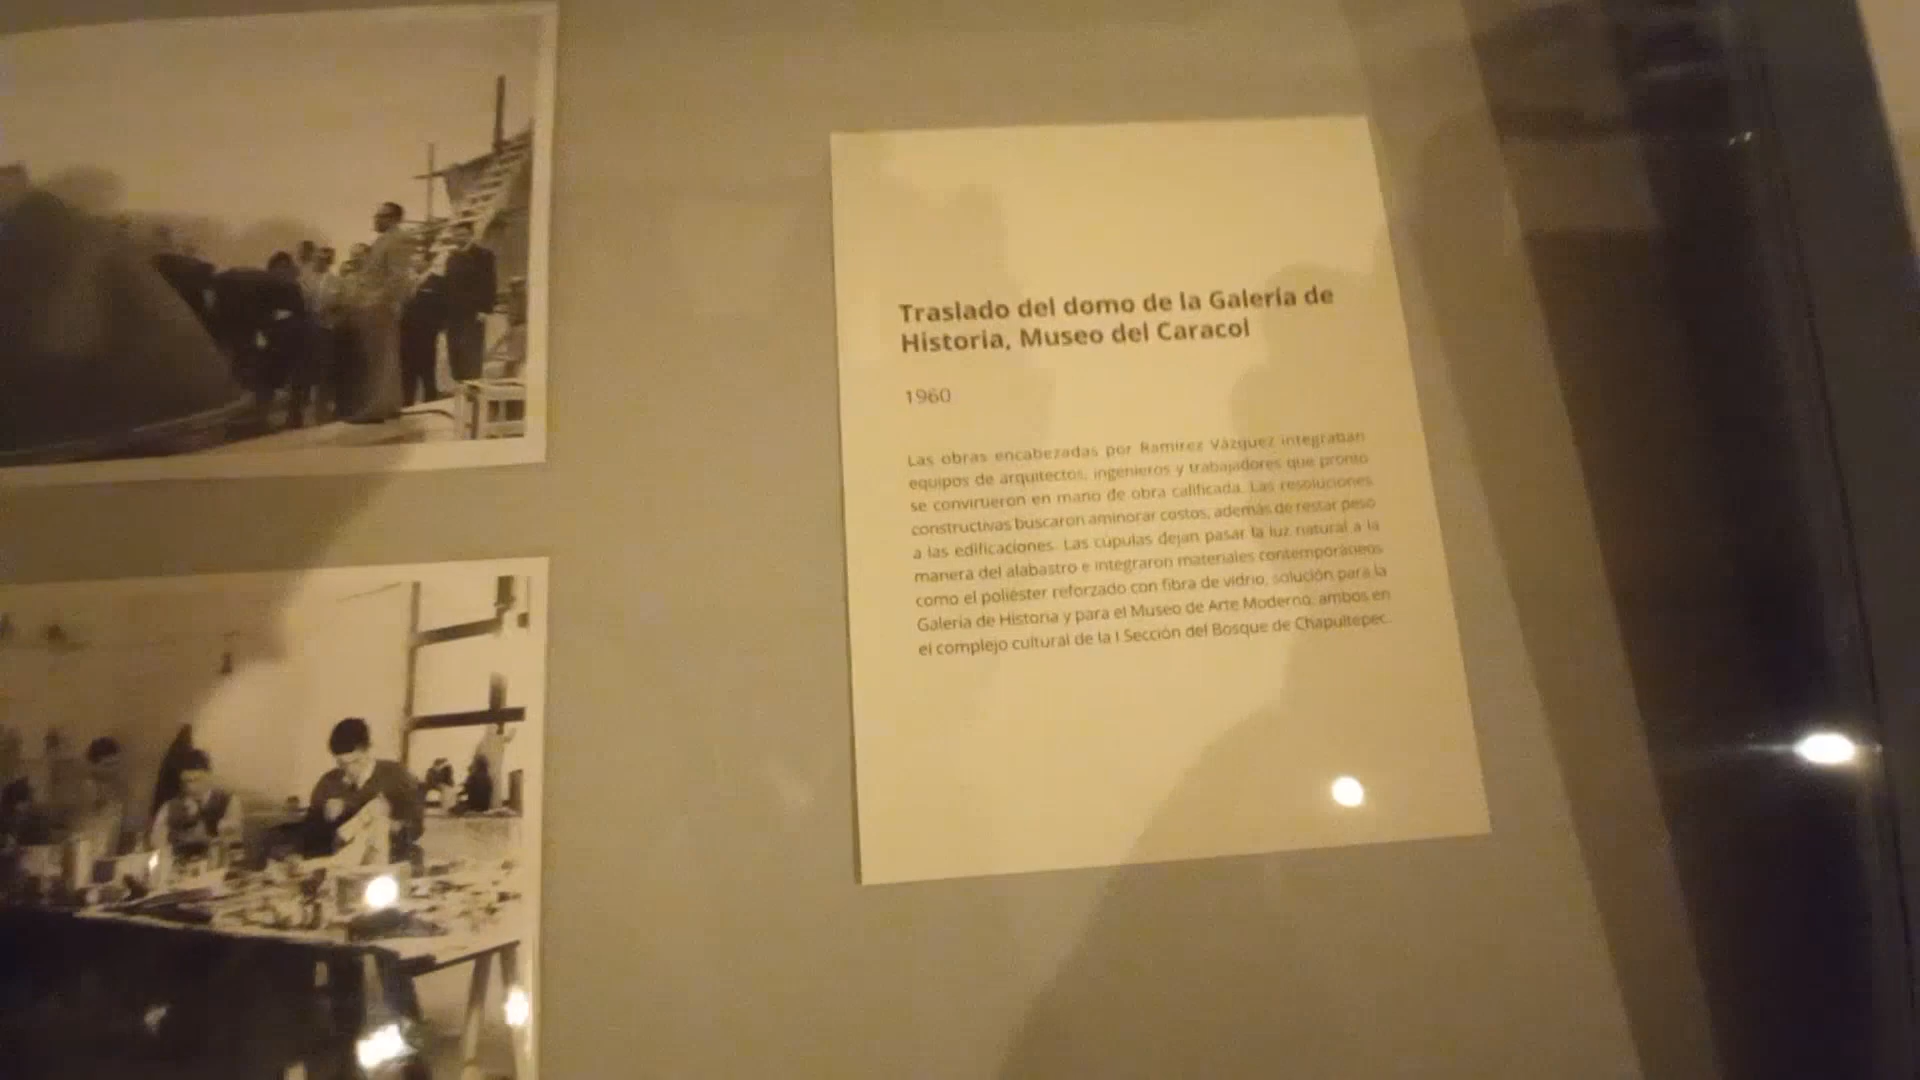 Traslado del domo de la Galería de
Historia, Museo del Caracol
1960
Las obras encabezadas por Ramírez Vázquez integraban
equipos de arquitectos, ingenieros y trabajadores que pronto
se convirtueron en mano de obra calificada. Las resoluciones
constructivas buscaron aminorar costos, además de restar peso
a las edificaciones. Las cúpulas dejan pasar la luz natural a la
manera del alabastro e integraron materiales contemporáneos
como el poliéster reforzado con fibra de vidrio, solución para la
Galería de Historia y para el Museo de Arte Moderno, ambos en
el complejo cultural de la I Sección del Bosque de Chapultepec.